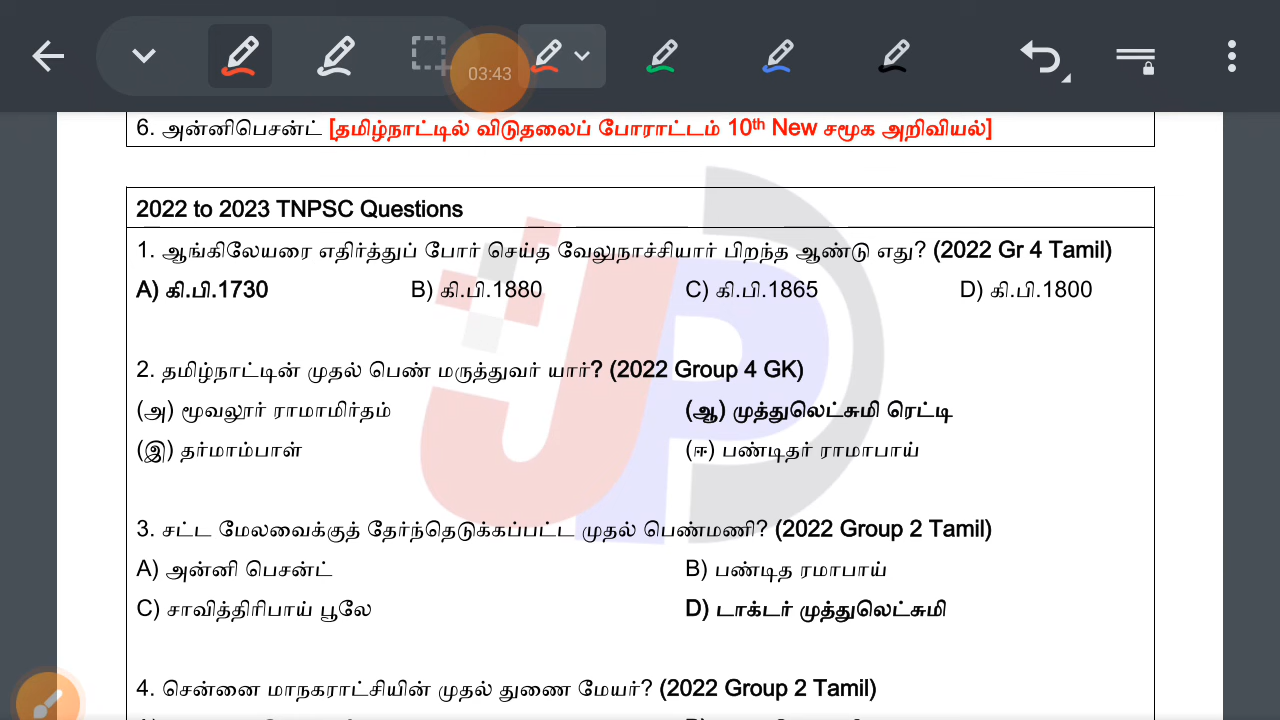 03:43
6. அன்னிபெசன்ட் [தமிழ்நாட்டில் விடுதலைப் போராட்டம் 10th New சமூக அறிவியல்]
2022 to 2023 TNPSC Questions
1. ஆங்கிலேயரை எதிர்த்துப் போர் செய்த வேலுநாச்சியார் பிறந்த ஆண்டு எது? (2022 Gr 4 Tamil)
A) கி.பி.1730 B) கி.பி.1880 C) கி.பி.1865 D) கி.பி.1800
2. தமிழ்நாட்டின் முதல் பெண் மருத்துவர் யார்? (2022 Group 4 GK)
(அ) மூவலூர் ராமாமிர்தம் (ஆ) முத்துலெட்சுமி ரெட்டி
(இ) தர்மாம்பாள் (ஈ) பண்டிதர் ராமாபாய்
3. சட்ட மேலவைக்குத் தேர்ந்தெடுக்கப்பட்ட முதல் பெண்மணி? (2022 Group 2 Tamil)
A) அன்னி பெசன்ட் B) பண்டித ரமாபாய்
C) சாவித்திரிபாய் பூலே D) டாக்டர் முத்துலெட்சுமி
4. சென்னை மாநகராட்சியின் முதல் துணை மேயர்? (2022 Group 2 Tamil)